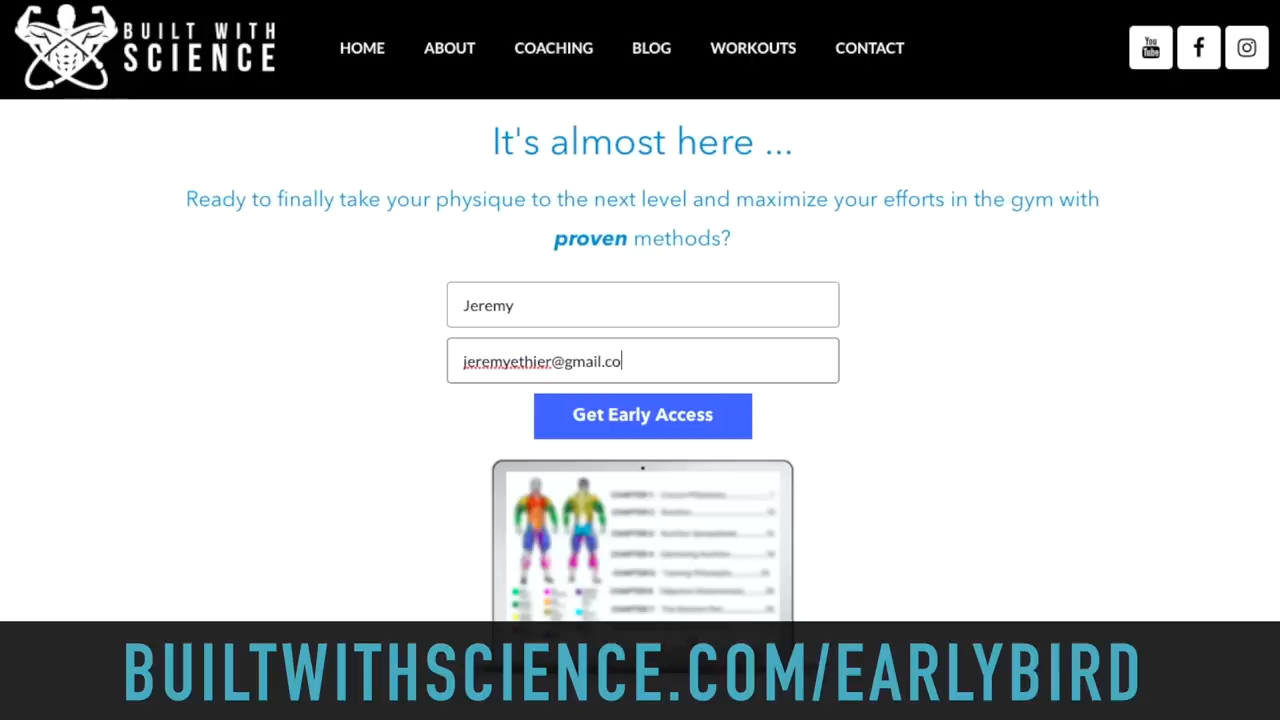 BUILT WITH
SCIENCE
HOME ABOUT COACHING BLOG WORKOUTS CONTACT
You
Tube
It's almost here ...
Ready to finally take your physique to the next level and maximize your efforts in the gym with
proven methods?
Jeremy
jeremyethier@gmail.co
Get Early Access
BUILTWITHSCIENCE.COM/EARLYBIRD